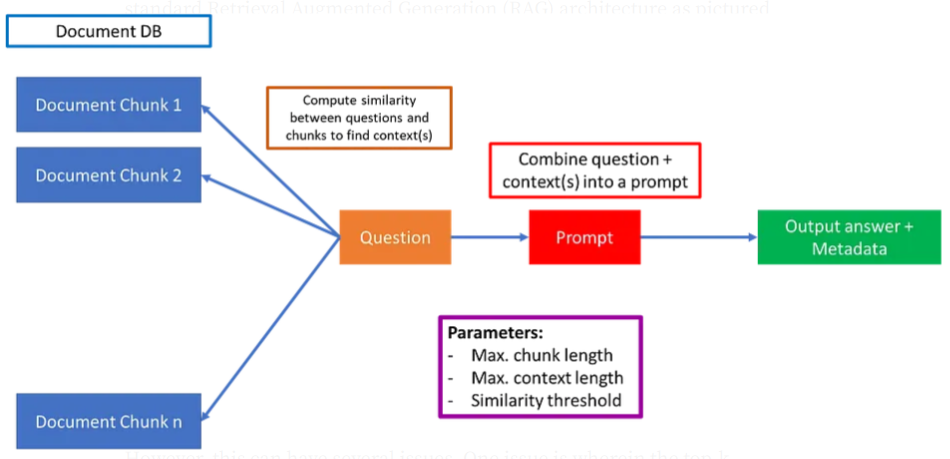 standard Retrieval Augmented Generation (RAG) architecture as pictured
Document DB
Document Chunk 1
Compute similarity
between questions and
chunks to find context(s)
Document Chunk 2
Combine question +
context(s) into a prompt
Question
Prompt
Output answer +
Metadata
Parameters:
- Max. chunk length
- Max. context length
- Similarity threshold
Document Chunk n
However, this can have several issues. One issue is wherein the top-k